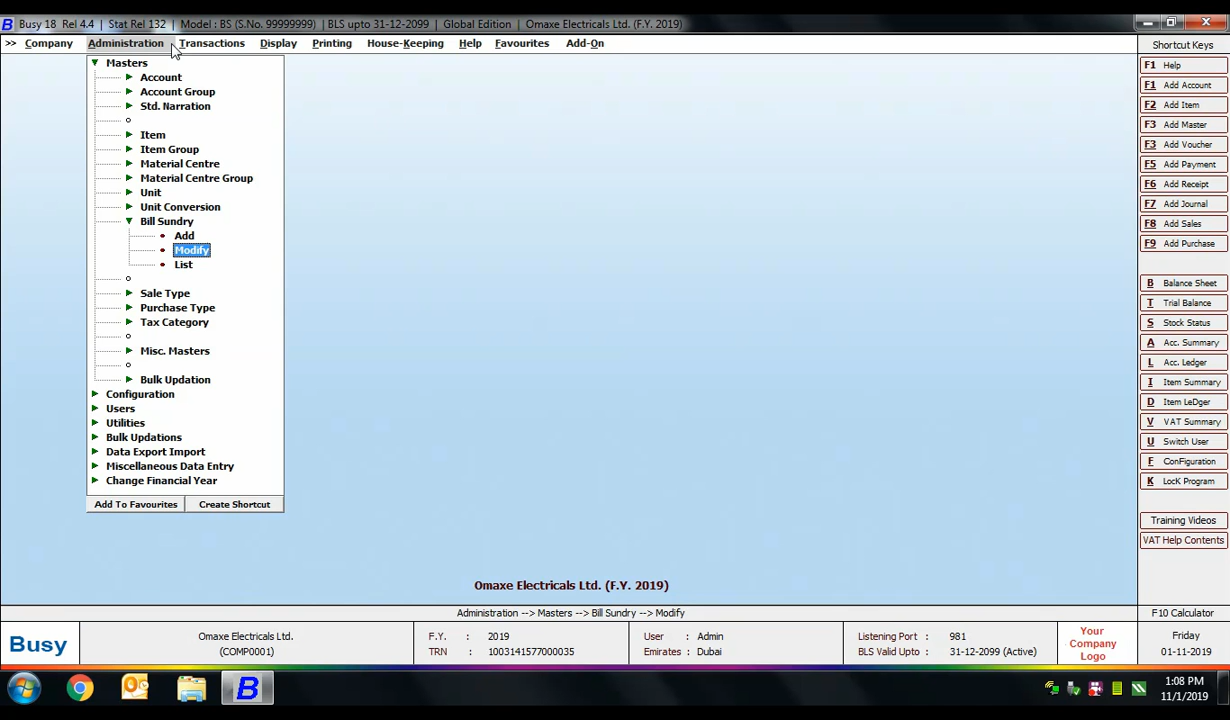 Busy 18 Rel 4.4 | Stat Rel 132 | Model : BS (S.No. 99999999) | BLS upto 31-12-2099 | Global Edition | Omaxe Electricals Ltd. (F.Y. 2019)
>> Company Administration Transactions Display Printing House-Keeping Help Favourites Add-On
Masters
Account
Account Group
Std. Narration
Item
Item Group
Material Centre
Material Centre Group
Unit
Unit Conversion
Bill Sundry
Add
Modify
List
Sale Type
Purchase Type
Tax Category
Misc. Masters
Bulk Updation
Configuration
Users
Utilities
Bulk Updations
Data Export Import
Miscellaneous Data Entry
Change Financial Year
Add To Favourites Create Shortcut
Shortcut Keys
F1 Help
F1 Add Account
F2 Add Item
F3 Add Master
F3 Add Voucher
F5 Add Payment
F6 Add Receipt
F7 Add Journal
F8 Add Sales
F9 Add Purchase
B Balance Sheet
T Trial Balance
S Stock Status
A Acc. Summary
L Acc. Ledger
I Item Summary
D Item LeDger
V VAT Summary
U Switch User
F ConFiguration
K LocK Program
Training Videos
VAT Help Contents
Omaxe Electricals Ltd. (F.Y. 2019)
Administration --> Masters --> Bill Sundry --> Modify
F10 Calculator
Busy
Omaxe Electricals Ltd.
(COMP0001)
F.Y. : 2019
TRN : 1003141577000035
User : Admin
Emirates : Dubai
Listening Port : 981
BLS Valid Upto : 31-12-2099 (Active)
Your
Company
Logo
Friday
01-11-2019
1:08 PM
11/1/2019